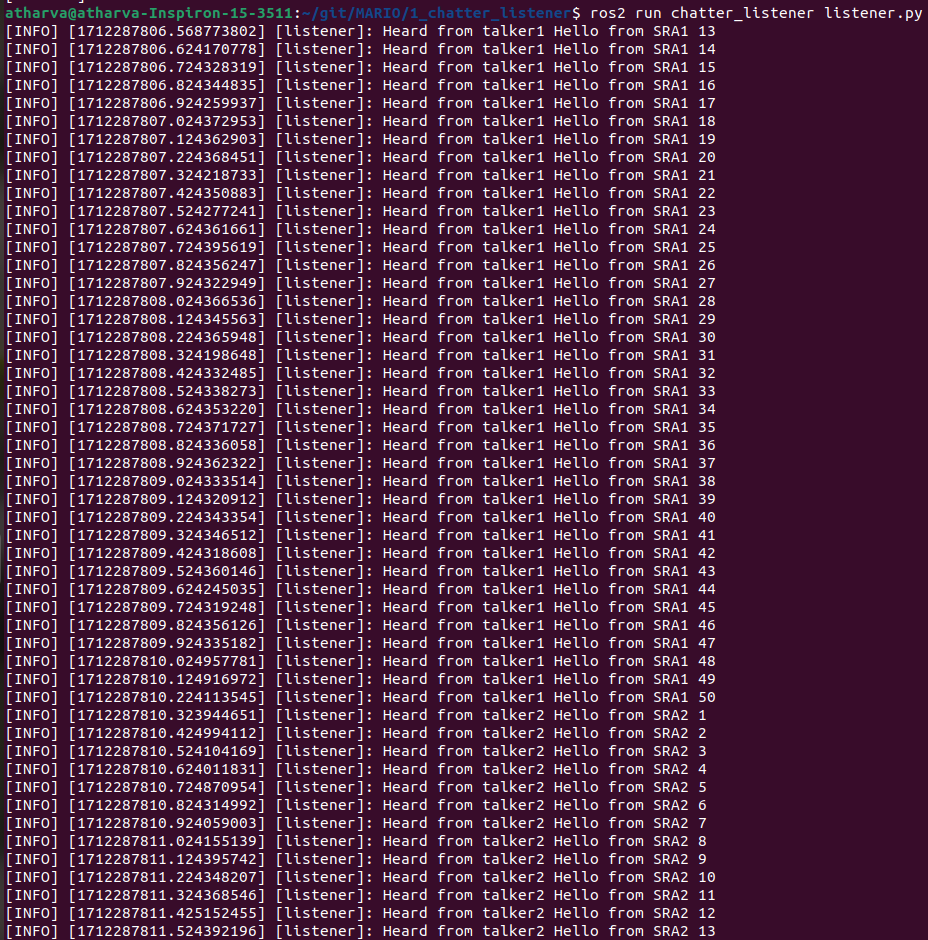 atharva@atharva-Inspiron-15-3511:~/git/MARIO/1_chatter_listener$ ros2 run chatter_listener listener.py
[INFO] [1712287806.568773802] [listener]: Heard from talker1 Hello from SRA1 13
[INFO] [1712287806.624170778] [listener]: Heard from talker1 Hello from SRA1 14
[INFO] [1712287806.724328319] [listener]: Heard from talker1 Hello from SRA1 15
[INFO] [1712287806.824344835] [listener]: Heard from talker1 Hello from SRA1 16
[INFO] [1712287806.924259937] [listener]: Heard from talker1 Hello from SRA1 17
[INFO] [1712287807.024372953] [listener]: Heard from talker1 Hello from SRA1 18
[INFO] [1712287807.124362903] [listener]: Heard from talker1 Hello from SRA1 19
[INFO] [1712287807.224368451] [listener]: Heard from talker1 Hello from SRA1 20
[INFO] [1712287807.324218733] [listener]: Heard from talker1 Hello from SRA1 21
[INFO] [1712287807.424350883] [listener]: Heard from talker1 Hello from SRA1 22
[INFO] [1712287807.524277241] [listener]: Heard from talker1 Hello from SRA1 23
[INFO] [1712287807.624361661] [listener]: Heard from talker1 Hello from SRA1 24
[INFO] [1712287807.724395619] [listener]: Heard from talker1 Hello from SRA1 25
[INFO] [1712287807.824356247] [listener]: Heard from talker1 Hello from SRA1 26
[INFO] [1712287807.924322949] [listener]: Heard from talker1 Hello from SRA1 27
[INFO] [1712287808.024366536] [listener]: Heard from talker1 Hello from SRA1 28
[INFO] [1712287808.124345563] [listener]: Heard from talker1 Hello from SRA1 29
[INFO] [1712287808.224365948] [listener]: Heard from talker1 Hello from SRA1 30
[INFO] [1712287808.324198648] [listener]: Heard from talker1 Hello from SRA1 31
[INFO] [1712287808.424332485] [listener]: Heard from talker1 Hello from SRA1 32
[INFO] [1712287808.524338273] [listener]: Heard from talker1 Hello from SRA1 33
[INFO] [1712287808.624353220] [listener]: Heard from talker1 Hello from SRA1 34
[INFO] [1712287808.724371727] [listener]: Heard from talker1 Hello from SRA1 35
[INFO] [1712287808.824336058] [listener]: Heard from talker1 Hello from SRA1 36
[INFO] [1712287808.924362322] [listener]: Heard from talker1 Hello from SRA1 37
[INFO] [1712287809.024333514] [listener]: Heard from talker1 Hello from SRA1 38
[INFO] [1712287809.124320912] [listener]: Heard from talker1 Hello from SRA1 39
[INFO] [1712287809.224343354] [listener]: Heard from talker1 Hello from SRA1 40
[INFO] [1712287809.324346512] [listener]: Heard from talker1 Hello from SRA1 41
[INFO] [1712287809.424318608] [listener]: Heard from talker1 Hello from SRA1 42
[INFO] [1712287809.524360146] [listener]: Heard from talker1 Hello from SRA1 43
[INFO] [1712287809.624245035] [listener]: Heard from talker1 Hello from SRA1 44
[INFO] [1712287809.724319248] [listener]: Heard from talker1 Hello from SRA1 45
[INFO] [1712287809.824356126] [listener]: Heard from talker1 Hello from SRA1 46
[INFO] [1712287809.924335182] [listener]: Heard from talker1 Hello from SRA1 47
[INFO] [1712287810.024957781] [listener]: Heard from talker1 Hello from SRA1 48
[INFO] [1712287810.124916972] [listener]: Heard from talker1 Hello from SRA1 49
[INFO] [1712287810.224113545] [listener]: Heard from talker1 Hello from SRA1 50
[INFO] [1712287810.323944651] [listener]: Heard from talker2 Hello from SRA2 1
[INFO] [1712287810.424994112] [listener]: Heard from talker2 Hello from SRA2 2
[INFO] [1712287810.524104169] [listener]: Heard from talker2 Hello from SRA2 3
[INFO] [1712287810.624011831] [listener]: Heard from talker2 Hello from SRA2 4
[INFO] [1712287810.724870954] [listener]: Heard from talker2 Hello from SRA2 5
[INFO] [1712287810.824314992] [listener]: Heard from talker2 Hello from SRA2 6
[INFO] [1712287810.924059003] [listener]: Heard from talker2 Hello from SRA2 7
[INFO] [1712287811.024155139] [listener]: Heard from talker2 Hello from SRA2 8
[INFO] [1712287811.124395742] [listener]: Heard from talker2 Hello from SRA2 9
[INFO] [1712287811.224348207] [listener]: Heard from talker2 Hello from SRA2 10
[INFO] [1712287811.324368546] [listener]: Heard from talker2 Hello from SRA2 11
[INFO] [1712287811.425152455] [listener]: Heard from talker2 Hello from SRA2 12
[INFO] [1712287811.524392196] [listener]: Heard from talker2 Hello from SRA2 13